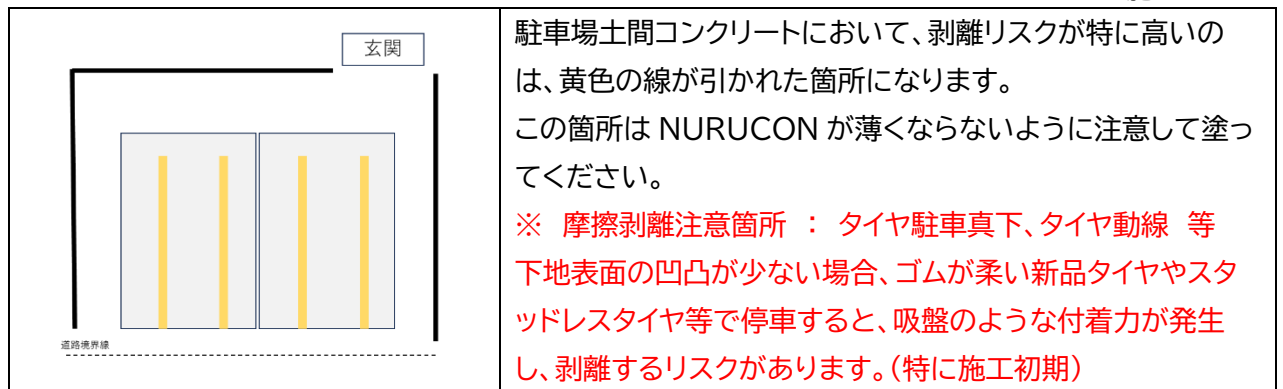 玄関
道路境界線
駐車場土間コンクリートにおいて、剥離リスクが特に高いの
は、黄色の線が引かれた箇所になります。
この箇所は NURUCON が薄くならないように注意して塗っ
てください。
※ 摩擦剥離注意箇所 : タイヤ駐車真下、タイヤ動線 等
下地表面の凹凸が少ない場合、ゴムが柔い新品タイヤやスタ
ッドレスタイヤ等で停車すると、吸盤のような付着力が発生
し、剥離するリスクがあります。(特に施工初期)